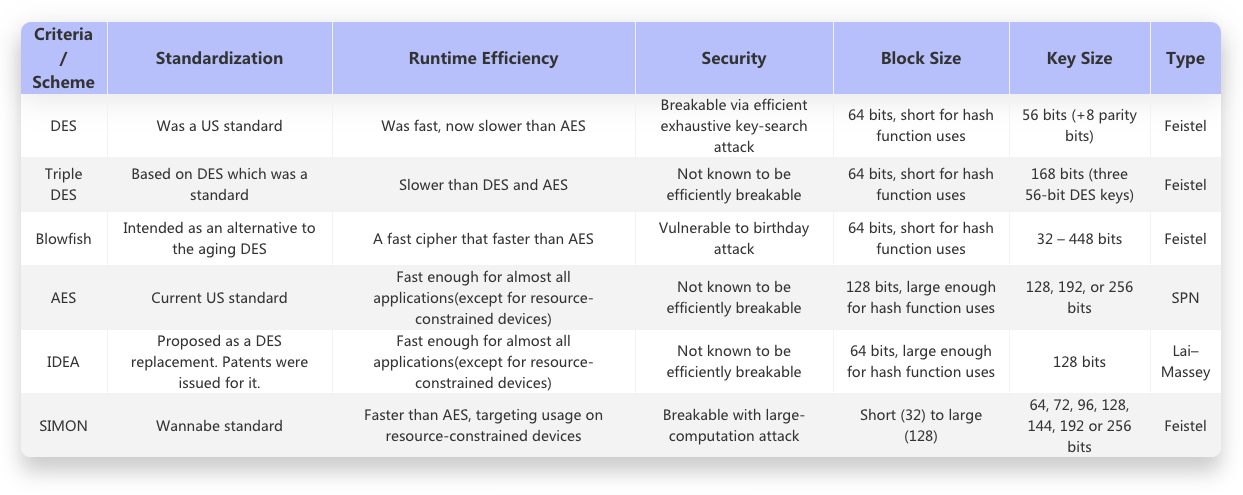 Criteria
/
Scheme
Standardization
Runtime Efficiency
Security
Block Size
Key Size
Type
DES
Was a US standard
Was fast, now slower than AES
Breakable via efficient
exhaustive key-search
attack
64 bits, short for hash
function uses
56 bits (+8 parity
bits)
Feistel
Triple
DES
Based on DES which was a
standard
Slower than DES and AES
Not known to be
efficiently breakable
64 bits, short for hash
function uses
168 bits (three
56-bit DES keys)
Feistel
Blowfish
Intended as an alternative to
the aging DES
A fast cipher that faster than AES
Vulnerable to birthday
attack
64 bits, short for hash
function uses
32 – 448 bits
Feistel
AES
Current US standard
Fast enough for almost all
applications(except for resource-
constrained devices)
Not known to be
efficiently breakable
128 bits, large enough
for hash function uses
128, 192, or 256
bits
SPN
IDEA
Proposed as a DES
replacement. Patents were
issued for it.
Fast enough for almost all
applications(except for resource-
constrained devices)
Not known to be
efficiently breakable
64 bits, large enough
for hash function uses
128 bits
Lai–
Massey
SIMON
Wannabe standard
Faster than AES, targeting usage on
resource-constrained devices
Breakable with large-
computation attack
Short (32) to large
(128)
64, 72, 96, 128,
144, 192 or 256
bits
Feistel